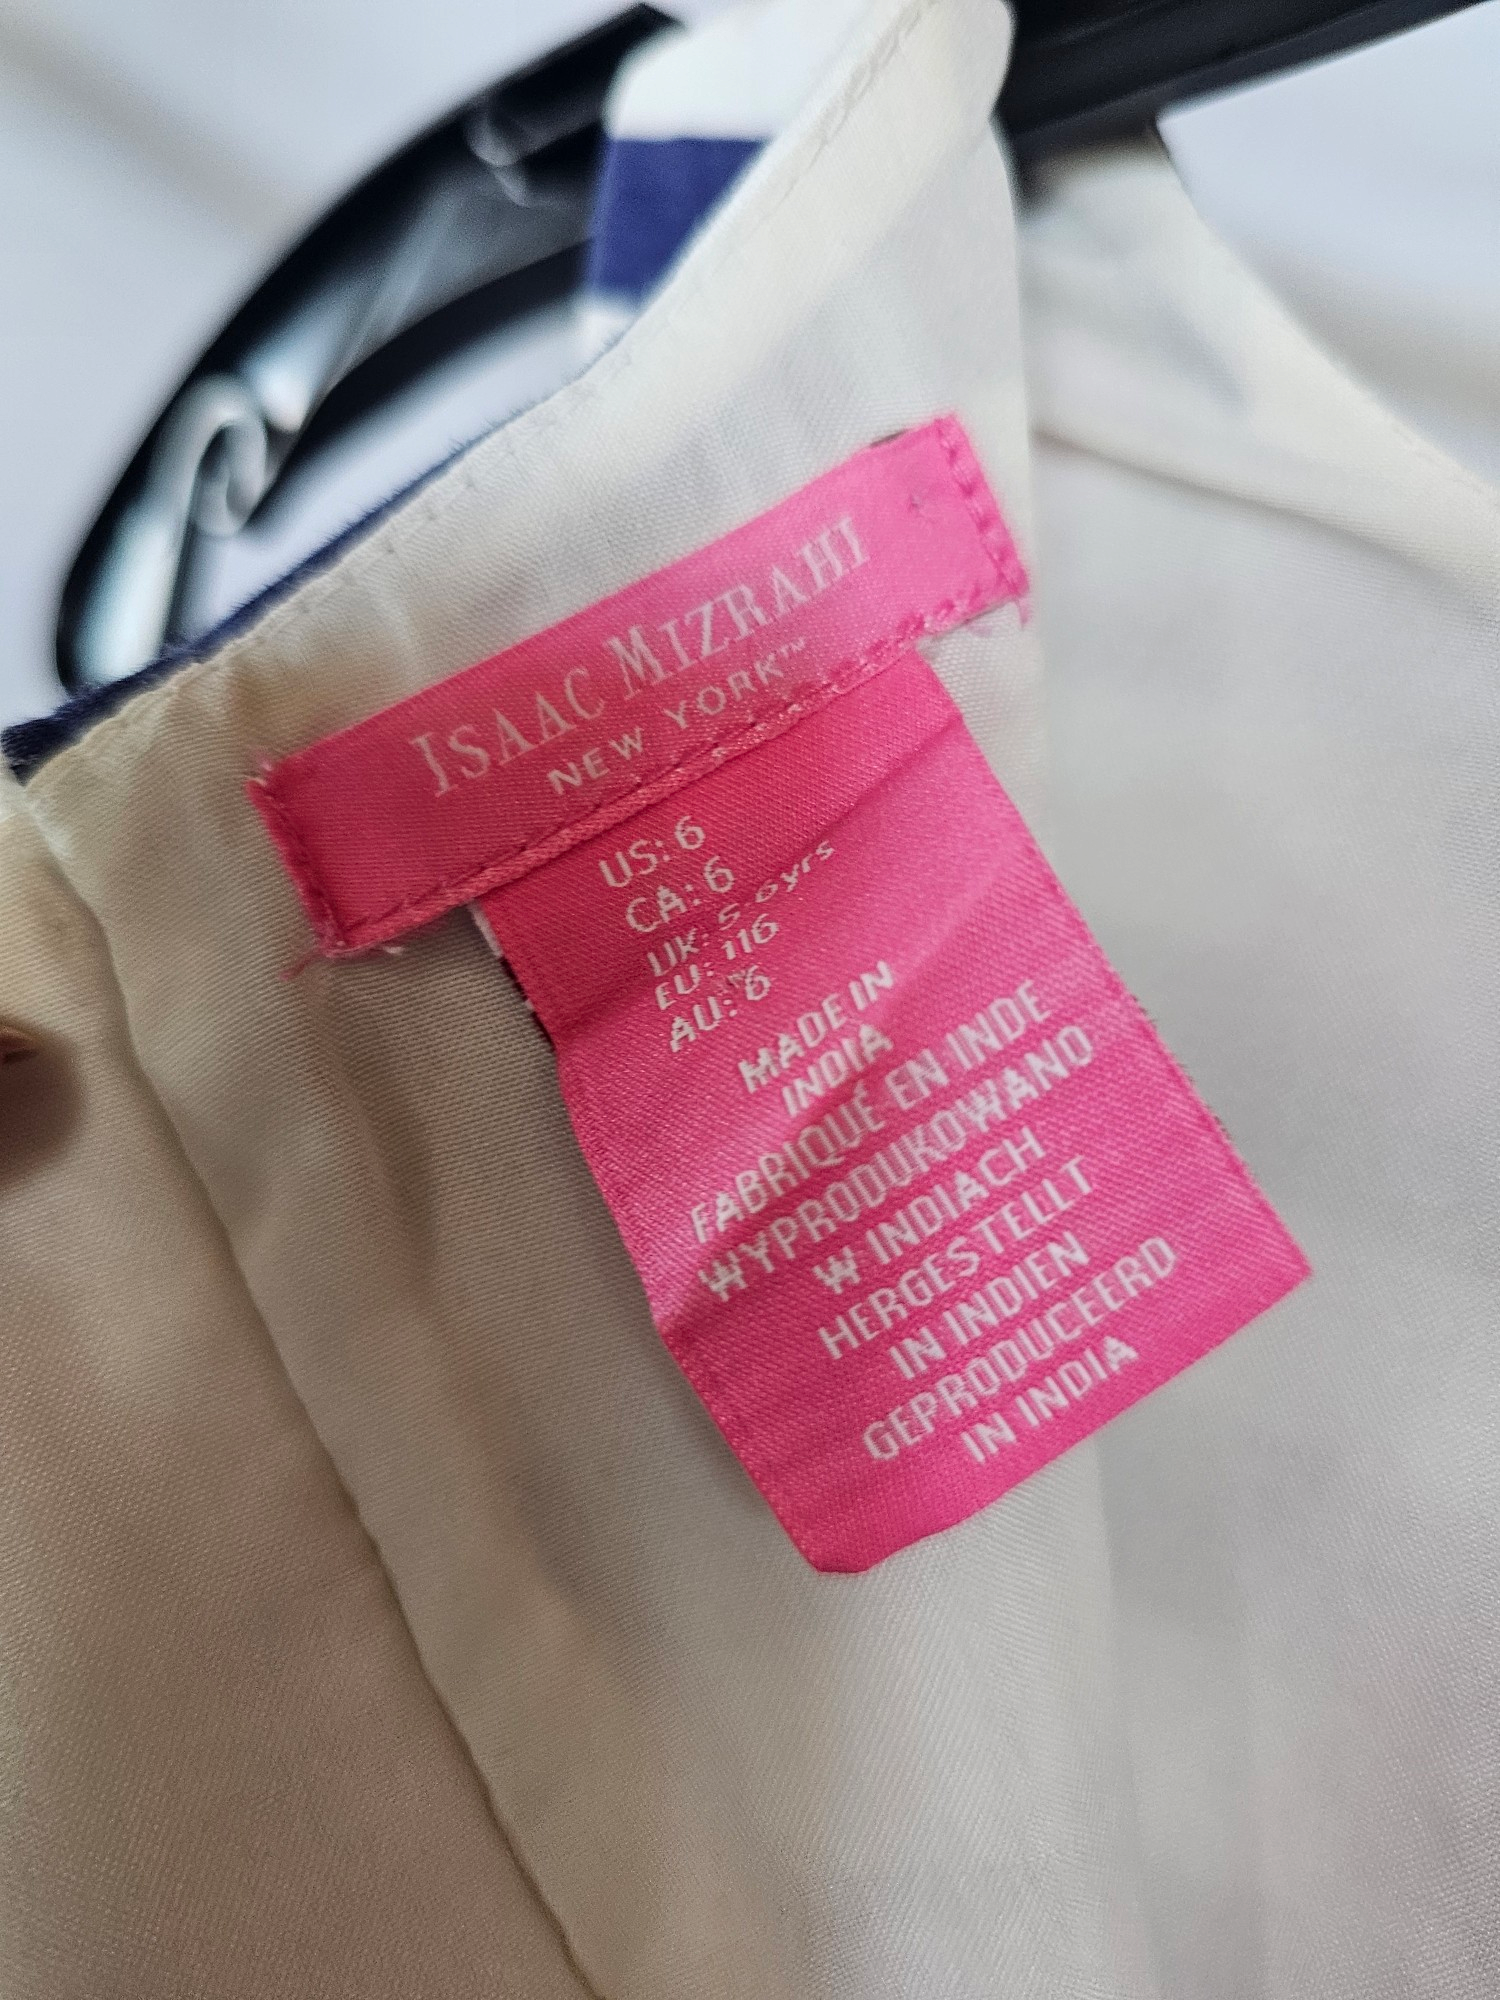 ISAAC MIZRAHI
NEW YORK™
US: 6
CA: 6
UK: 5-6yrs
EU: 116
AU: 6
MADE IN
INDIA
FABRIQUÉ EN INDE
WYPRODUKOWANO
W INDIACH
HERGESTELLT
IN INDIEN
GEPRODUCEERD
IN INDIA